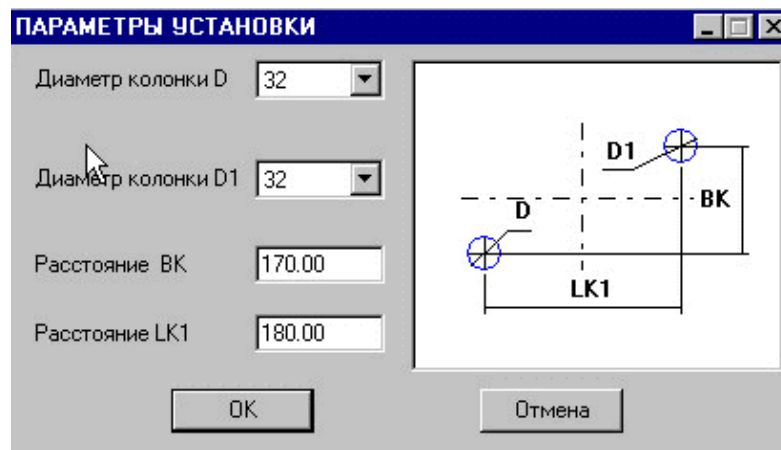 ПАРАМЕТРЫ УСТАНОВКИ
Диаметр колонки D 32
Диаметр колонки D1 32
Расстояние BK 170.00
Расстояние LK1 180.00
D1
D
BK
LK1
OK
Отмена